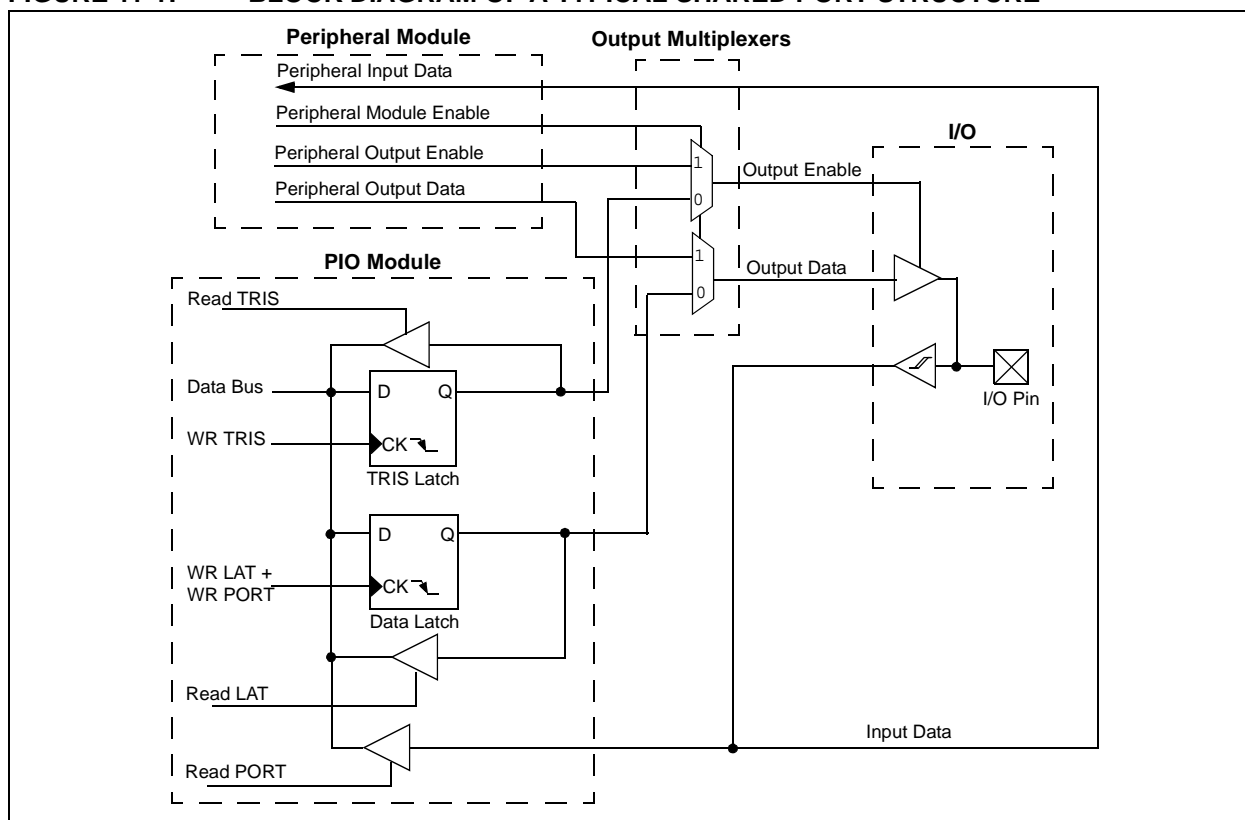 Peripheral Module
Output Multiplexers
Peripheral Input Data
Peripheral Module Enable
I/O
Peripheral Output Enable
1
Output Enable
Peripheral Output Data
0
1
PIO Module
Output Data
0
Read TRIS
Data Bus
D Q
I/O Pin
WR TRIS
CK
TRIS Latch
D Q
WR LAT +
WR PORT
CK
Data Latch
Read LAT
Input Data
Read PORT